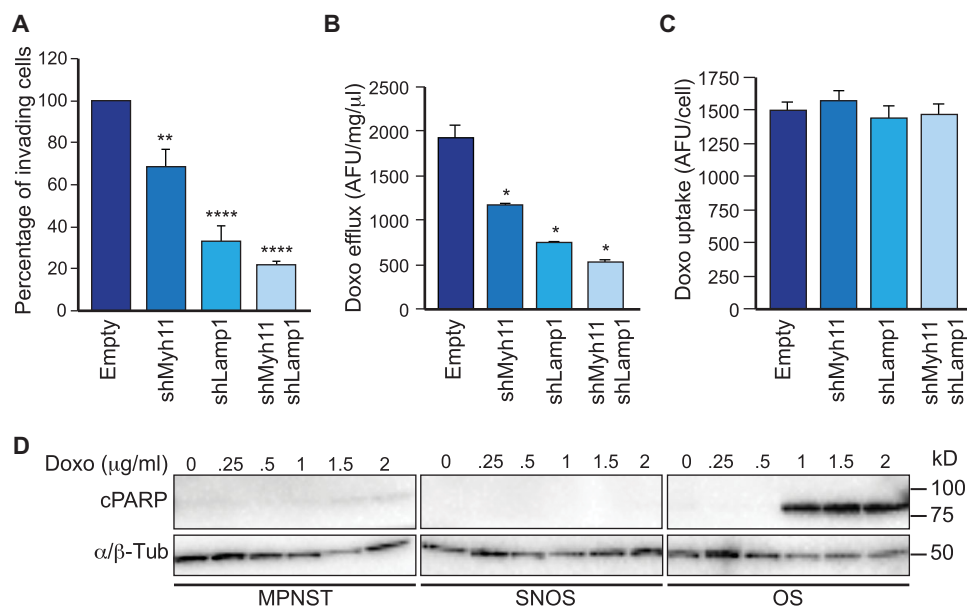 A
Percentage of invading cells
120
100
80
60
40
20
0
**
****
****
Empty
shMyh11
shLamp1
shMyh11
shLamp1
B
Doxo efflux (AFU/mg/μl)
2500
2000
1500
1000
500
0
*
*
*
Empty
shMyh11
shLamp1
shMyh11
shLamp1
C
Doxo uptake (AFU/cell)
1750
1500
1250
1000
750
500
250
0
Empty
shMyh11
shLamp1
shMyh11
shLamp1
D
Doxo (μg/ml) 0 .25 .5 1 1.5 2 0 .25 .5 1 1.5 2 0 .25 .5 1 1.5 2 kD
cPARP
100
75
α/β-Tub
50
MPNST SNOS OS